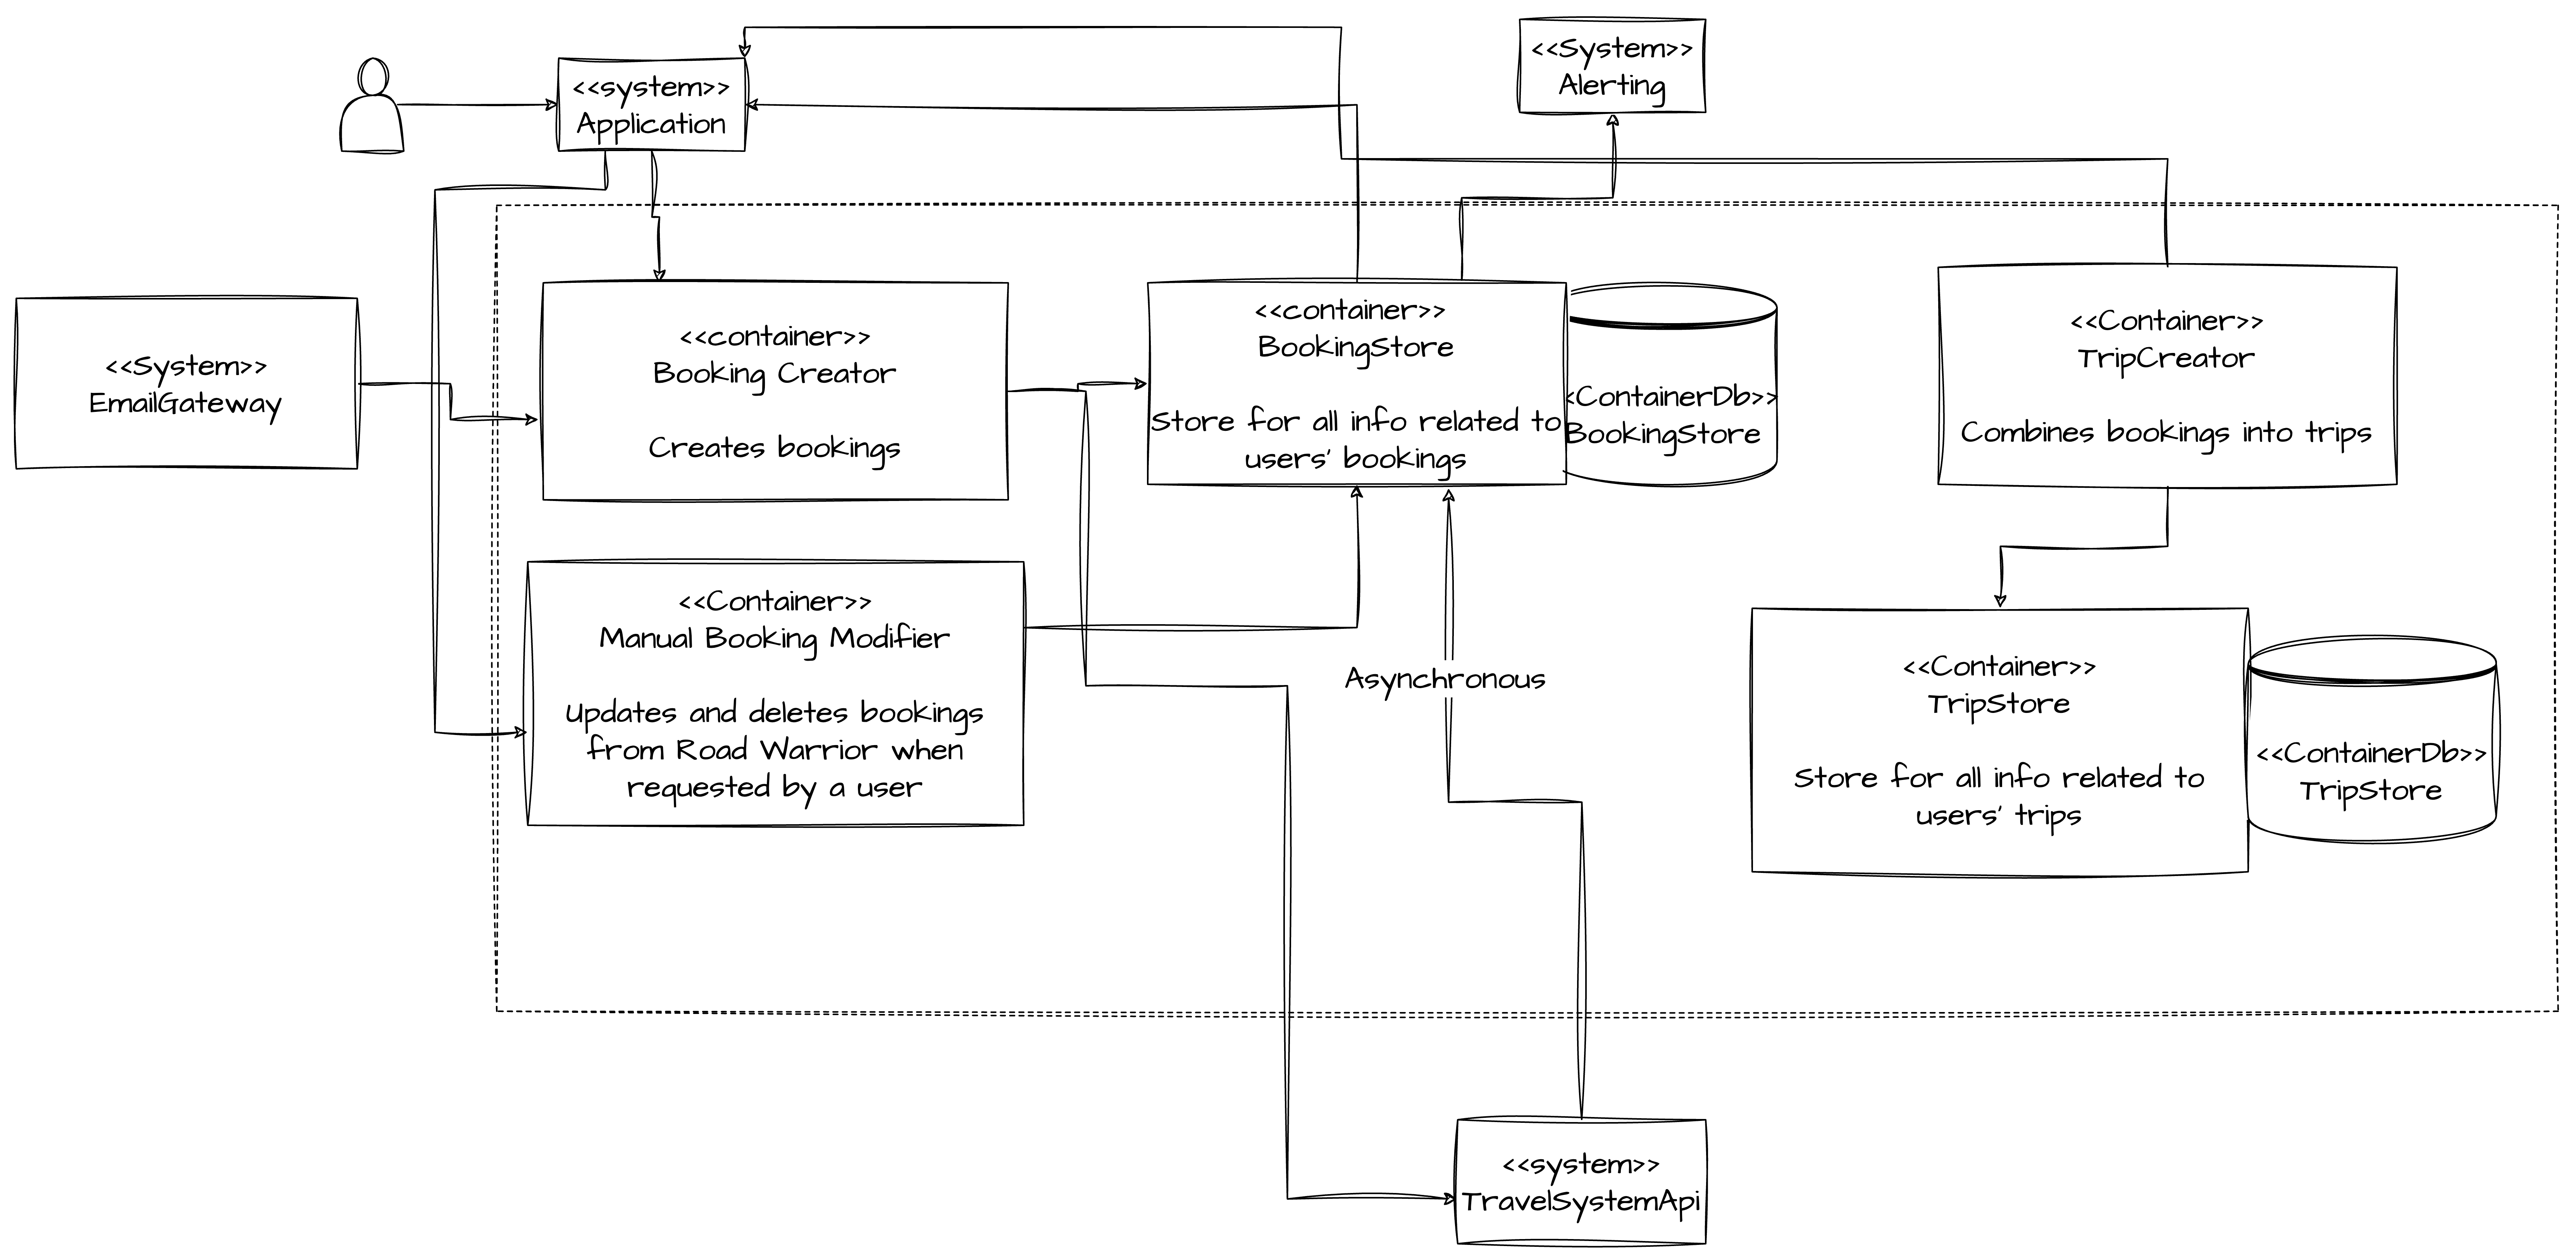 <<system>>
Application
<<System>>
Alerting
<<System>>
EmailGateway
<<container>>
Booking Creator
Creates bookings
<<container>>
BookingStore
Store for all info related to
users' bookings
<ContainerDb>>
BookingStore
<<Container>>
TripCreator
Combines bookings into trips
<<Container>>
Manual Booking Modifier
Updates and deletes bookings
from Road Warrior when
requested by a user
Asynchronous
<<Container>>
TripStore
Store for all info related to
users' trips
<<ContainerDb>>
TripStore
<<system>>
TravelSystemApi